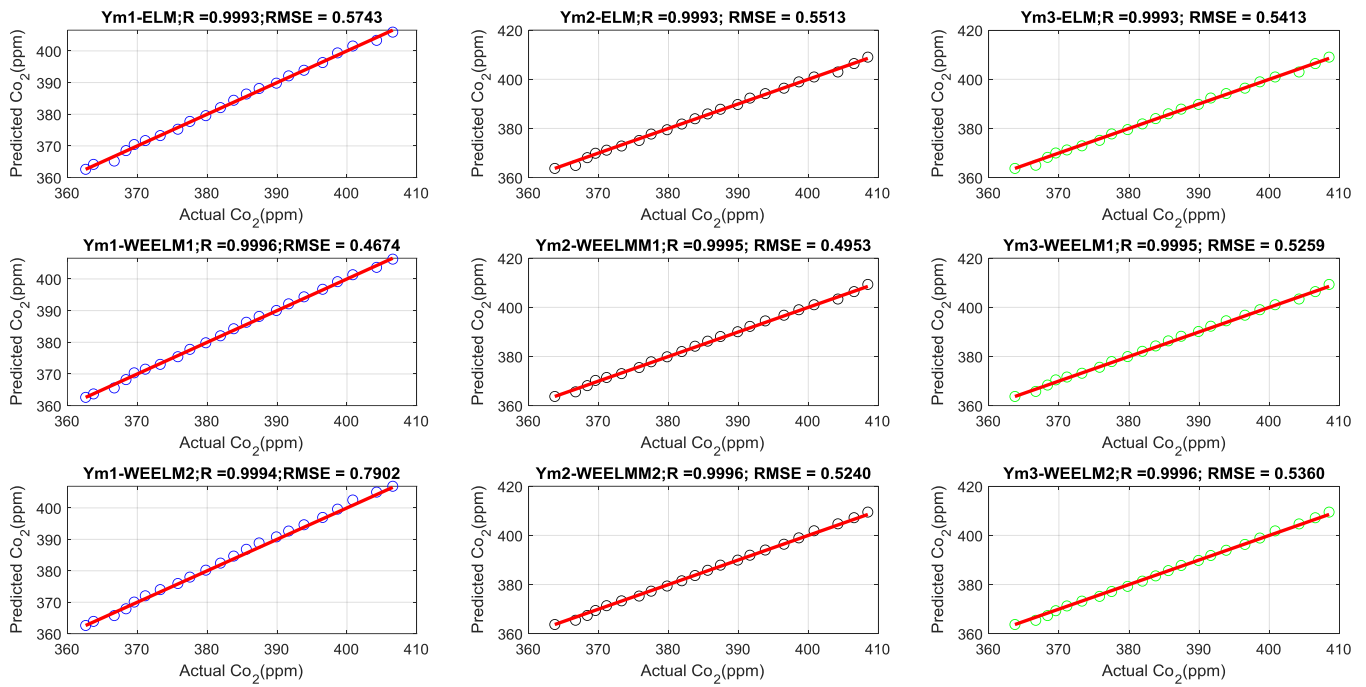 Ym1-ELM;R =0.9993;RMSE = 0.5743
Ym2-ELM;R =0.9993; RMSE = 0.5513
Ym3-ELM;R =0.9993; RMSE = 0.5413
Predicted Co2(ppm)
400
390
380
370
360
360 370 380 390 400 410
Actual Co2(ppm)
Predicted Co2(ppm)
420
400
380
360
360 370 380 390 400 410
Actual Co2(ppm)
Predicted Co2(ppm)
420
400
380
360
360 370 380 390 400 410
Actual Co2(ppm)
Ym1-WEELM1;R =0.9996;RMSE = 0.4674
Ym2-WEELMM1;R =0.9995; RMSE = 0.4953
Ym3-WEELM1;R =0.9995; RMSE = 0.5259
Predicted Co2(ppm)
400
390
380
370
360
360 370 380 390 400 410
Actual Co2(ppm)
Predicted Co2(ppm)
420
400
380
360
360 370 380 390 400 410
Actual Co2(ppm)
Predicted Co2(ppm)
420
400
380
360
360 370 380 390 400 410
Actual Co2(ppm)
Ym1-WEELM2;R =0.9994;RMSE = 0.7902
Ym2-WEELMM2;R =0.9996; RMSE = 0.5240
Ym3-WEELM2;R =0.9996; RMSE = 0.5360
Predicted Co2(ppm)
400
390
380
370
360
360 370 380 390 400 410
Actual Co2(ppm)
Predicted Co2(ppm)
420
400
380
360
360 370 380 390 400 410
Actual Co2(ppm)
Predicted Co2(ppm)
420
400
380
360
360 370 380 390 400 410
Actual Co2(ppm)